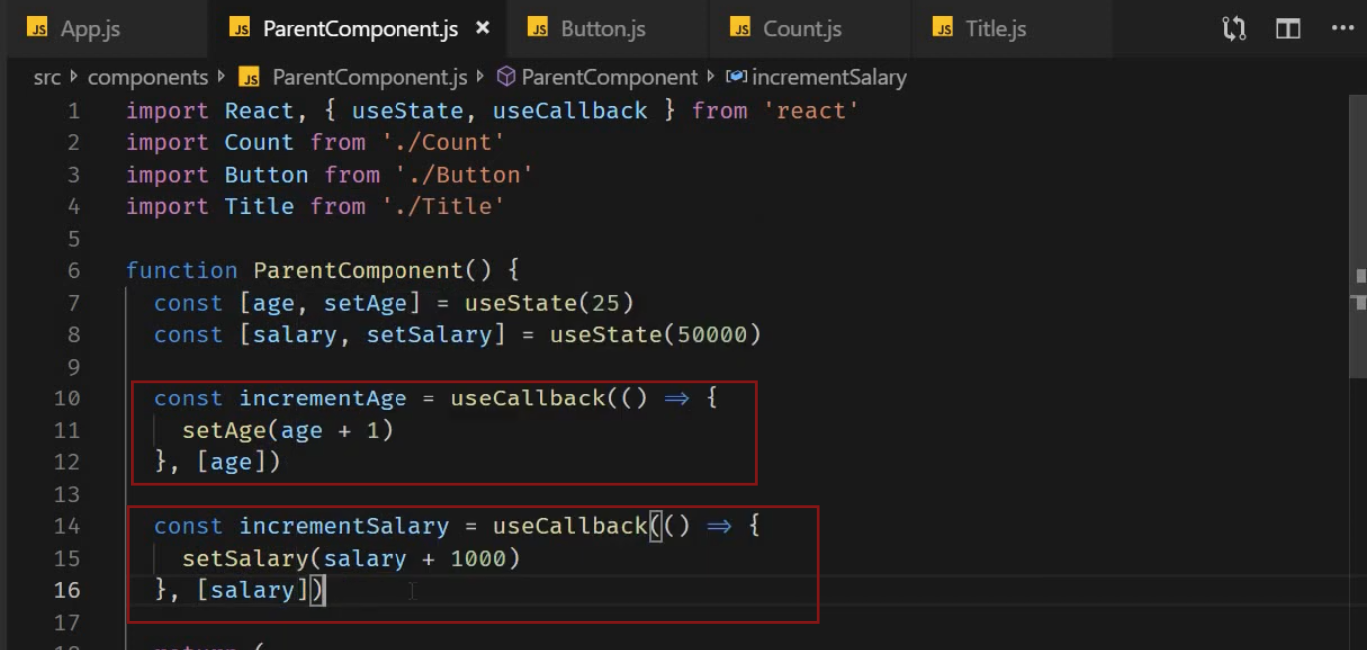 JS App.js JS ParentComponent.js × JS Button.js JS Count.js JS Title.js ...
src components JS ParentComponent.js ParentComponent incrementSalary
1 import React, { useState, useCallback } from 'react'
2 import Count from './Count'
3 import Button from './Button'
4 import Title from './Title'
5
6 function ParentComponent() {
7 const [age, setAge] = useState(25)
8 const [salary, setSalary] = useState(50000)
9
10 const incrementAge = useCallback(() ⇒ {
11 setAge(age + 1)
12 }, [age])
13
14 const incrementSalary = useCallback(() ⇒ {
15 setSalary(salary + 1000)
16 }, [salary])
17
18 return (